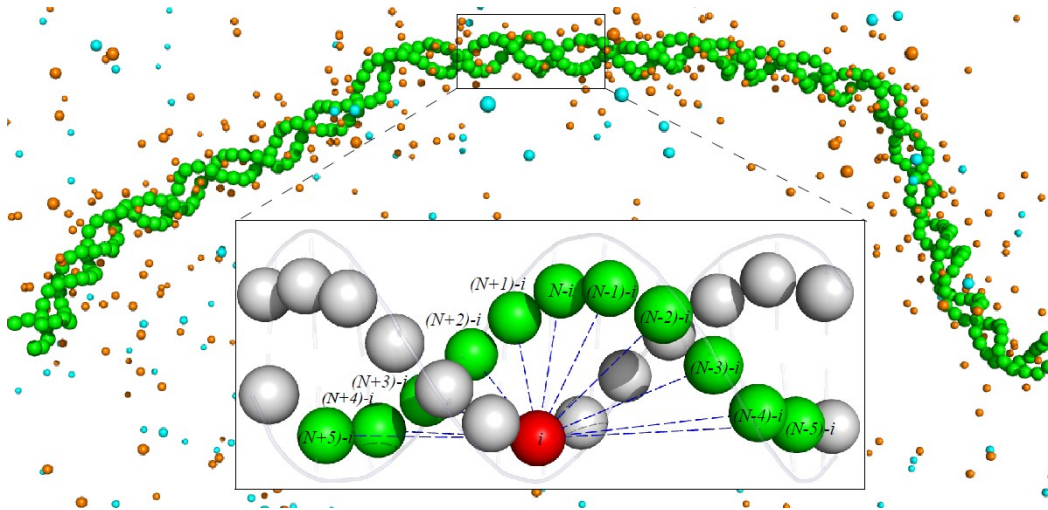 (N+1)-i
N-i
(N-1)-i
(N+2)-i
(N-2)-i
(N+3)-i
(N-3)-i
(N+4)-i
(N-4)-i
(N+5)-i
i
(N-5)-i